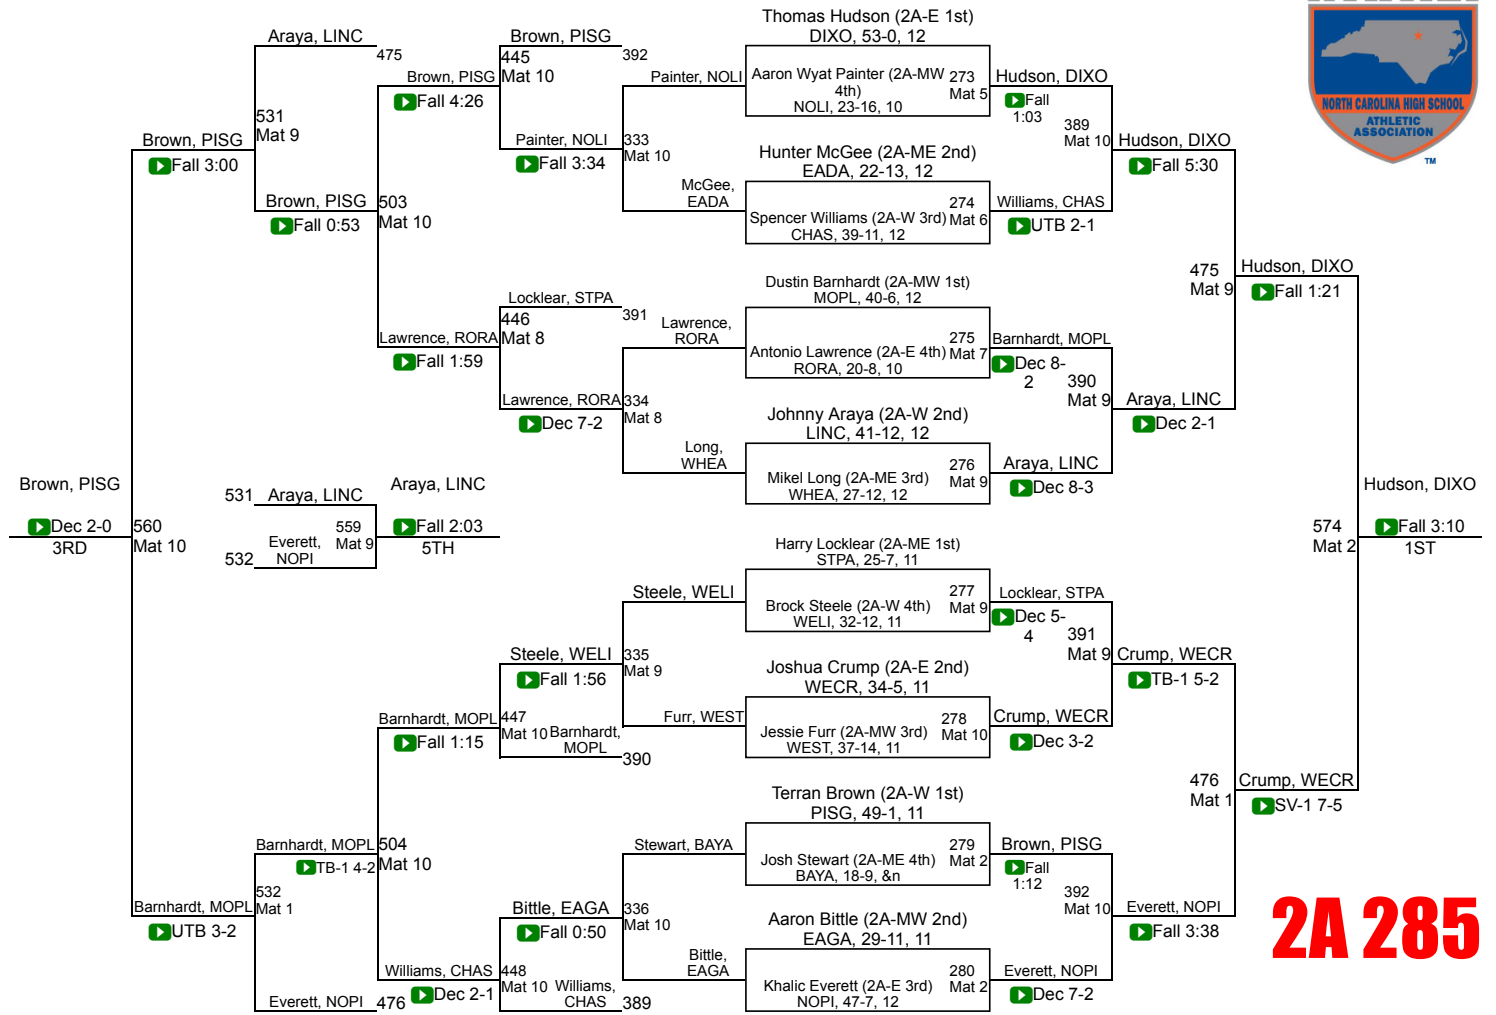 Thomas Hudson (2A-E 1st)
DIXO, 53-0, 12
Aaron Wyat Painter (2A-MW
4th)
NOLI, 23-16, 10
273
Mat 5
Hunter McGee (2A-ME 2nd)
EADA, 22-13, 12
Spencer Williams (2A-W 3rd)
CHAS, 39-11, 12
274
Mat 6
Dustin Barnhardt (2A-MW 1st)
MOPL, 40-6, 12
Antonio Lawrence (2A-E 4th)
RORA, 20-8, 10
275
Mat 7
Johnny Araya (2A-W 2nd)
LINC, 41-12, 12
Mikel Long (2A-ME 3rd)
WHEA, 27-12, 12
276
Mat 9
Harry Locklear (2A-ME 1st)
STPA, 25-7, 11
Brock Steele (2A-W 4th)
WELI, 32-12, 11
277
Mat 9
Joshua Crump (2A-E 2nd)
WECR, 34-5, 11
Jessie Furr (2A-MW 3rd)
WEST, 37-14, 11
278
Mat 10
Terran Brown (2A-W 1st)
PISG, 49-1, 11
Josh Stewart (2A-ME 4th)
BAYA, 18-9, &n
279
Mat 2
Aaron Bittle (2A-MW 2nd)
EAGA, 29-11, 11
Khalic Everett (2A-E 3rd)
NOPI, 47-7, 12
280
Mat 2
Hudson, DIXO
Fall
1:03
389
Mat 10
Williams, CHAS
UTB 2-1
Barnhardt, MOPL
Dec 8-
2
390
Mat 9
Araya, LINC
Dec 8-3
Locklear, STPA
Dec 5-
4
391
Mat 9
Crump, WECR
Dec 3-2
Brown, PISG
Fall
1:12
392
Mat 10
Everett, NOPI
Dec 7-2
Hudson, DIXO
Fall 5:30
475
Mat 9
Araya, LINC
Dec 2-1
Crump, WECR
TB-1 5-2
476
Mat 1
Everett, NOPI
Fall 3:38
Hudson, DIXO
Fall 1:21
574
Mat 2
Crump, WECR
SV-1 7-5
Hudson, DIXO
Fall 3:10
1ST
Painter, NOLI
333
Mat 10
McGee,
EADA
Lawrence,
RORA
334
Mat 8
Long,
WHEA
Steele, WELI
335
Mat 9
Furr, WEST
Stewart, BAYA
336
Mat 10
Bittle,
EAGA
Brown, PISG
392
445
Mat 10
Painter, NOLI
Fall 3:34
Locklear, STPA
391
446
Mat 8
Lawrence, RORA
Dec 7-2
Steele, WELI
Fall 1:56
447
Mat 10
Barnhardt,
MOPL
390
Bittle, EAGA
Fall 0:50
448
Mat 10
Williams,
CHAS
389
Brown, PISG
Fall 4:26
503
Mat 10
Lawrence, RORA
Fall 1:59
Barnhardt, MOPL
Fall 1:15
504
Mat 10
Williams, CHAS
Dec 2-1
Araya, LINC
475
531
Mat 9
Brown, PISG
Fall 0:53
Barnhardt, MOPL
TB-1 4-2
532
Mat 1
Everett, NOPI
476
Brown, PISG
Fall 3:00
560
Mat 10
Barnhardt, MOPL
UTB 3-2
Brown, PISG
Dec 2-0
3RD
531
Araya, LINC
559
Mat 9
532
Everett,
NOPI
Araya, LINC
Fall 2:03
5TH
NORTH CAROLINA HIGH SCHOOL
ATHLETIC
ASSOCIATION
TM
2A 285